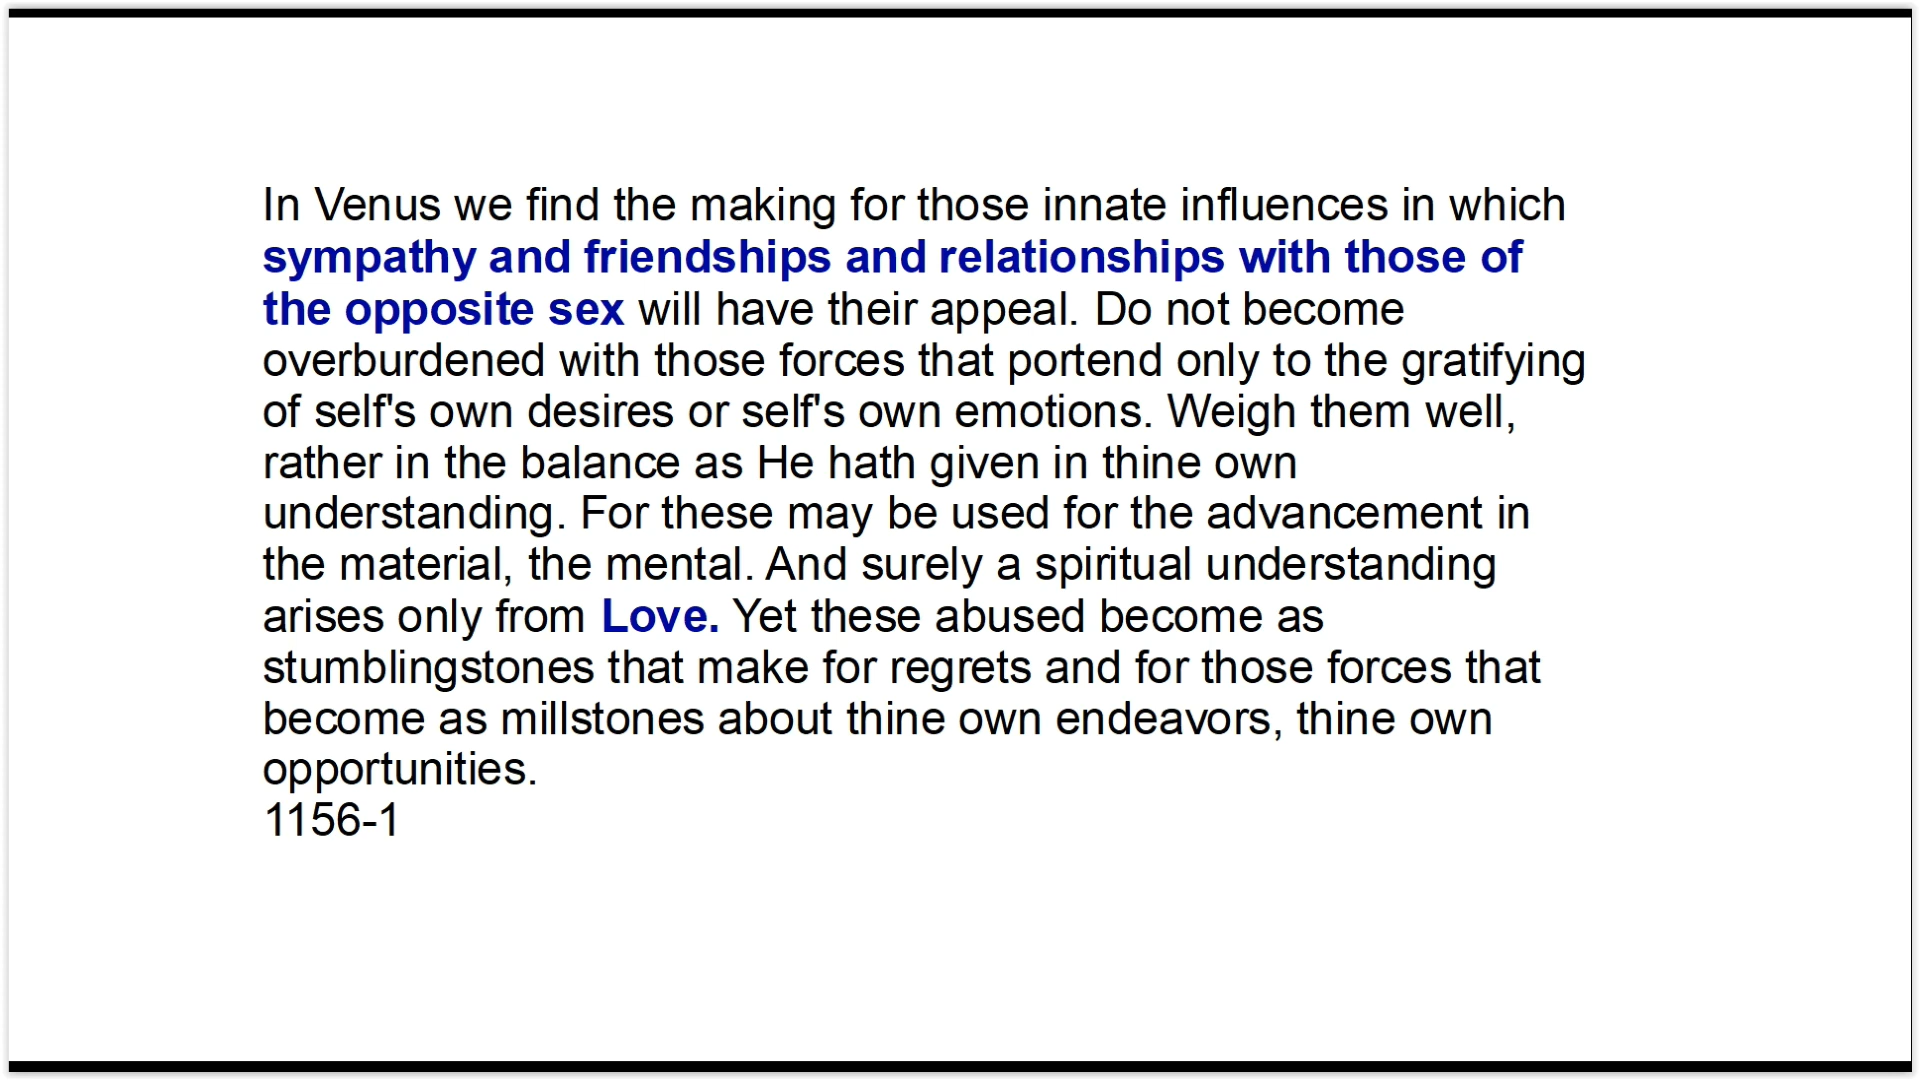 In Venus we find the making for those innate influences in which
sympathy and friendships and relationships with those of
the opposite sex will have their appeal. Do not become
overburdened with those forces that portend only to the gratifying
of self's own desires or self's own emotions. Weigh them well,
rather in the balance as He hath given in thine own
understanding. For these may be used for the advancement in
the material, the mental. And surely a spiritual understanding
arises only from Love. Yet these abused become as
stumblingstones that make for regrets and for those forces that
become as millstones about thine own endeavors, thine own
opportunities.
1156-1